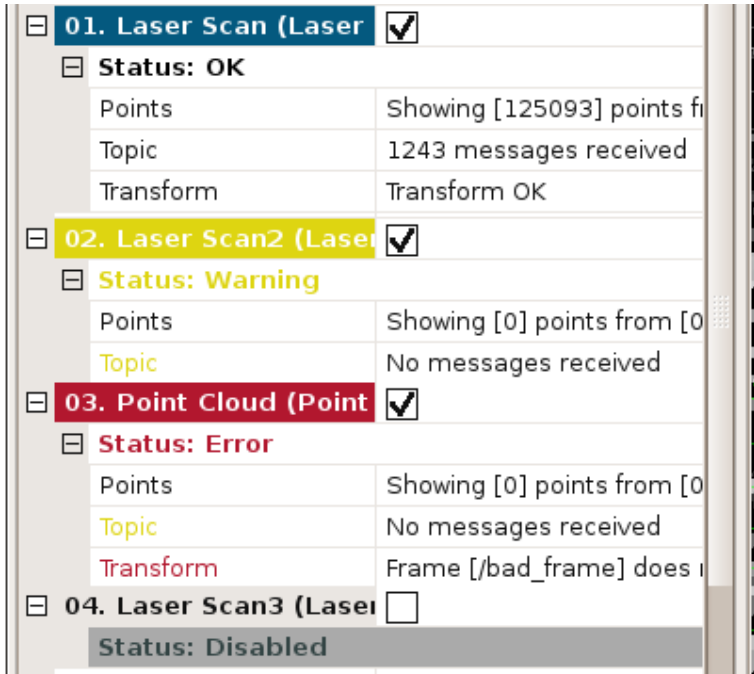 01. Laser Scan (Laser
Status: OK
Points Showing [125093] points
Topic 1243 messages received
Transform Transform OK
02. Laser Scan2 (Laser
Status: Warning
Points Showing [0] points from [0
Topic No messages received
03. Point Cloud (Point
Status: Error
Points Showing [0] points from [0
Topic No messages received
Transform Frame [/bad_frame] does
04. Laser Scan3 (Laser
Status: Disabled